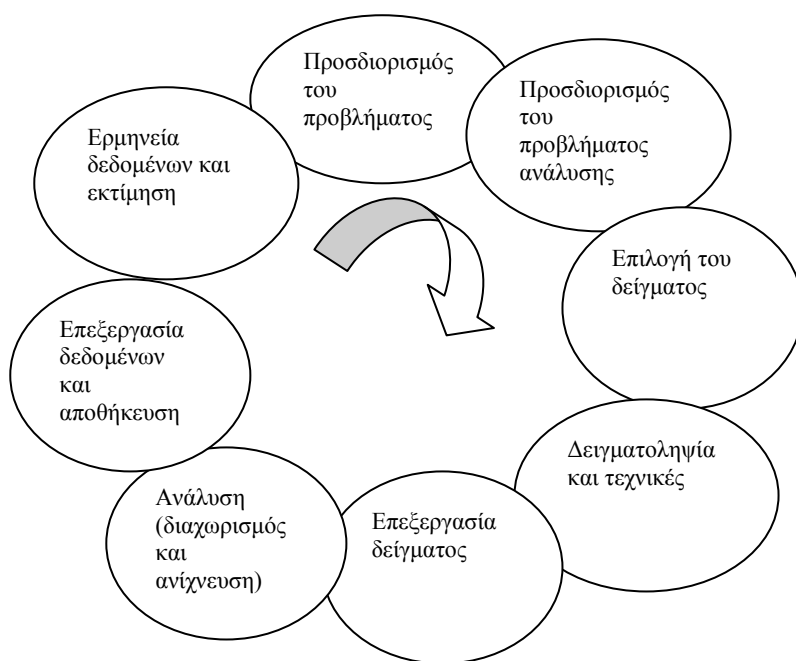 Προσδιορισμός
του
προβλήματος
Προσδιορισμός
του
προβλήματος
ανάλυσης
Επιλογή του
δείγματος
Δειγματοληψία
και τεχνικές
Επεξεργασία
δείγματος
Ανάλυση
(διαχωρισμός
και
ανίχνευση)
Επεξεργασία
δεδομένων
και
αποθήκευση
Ερμηνεία
δεδομένων και
εκτίμηση